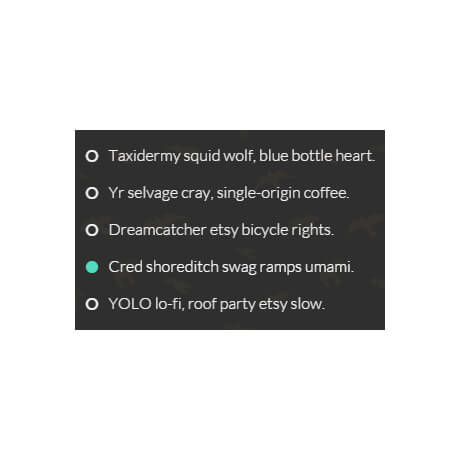 Taxidermy squid wolf, blue bottle heart.
Yr selvage cray, single-origin coffee.
Dreamcatcher etsy bicycle rights.
Cred shoreditch swag ramps umami.
YOLO lo-fi, roof party etsy slow.